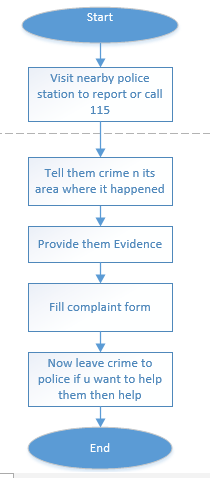 Start
Visit nearby police
station to report or call
115
Tell them crime n its
area where it happened
Provide them Evidence
Fill complaint form
Now leave crime to
police if u want to help
them then help
End